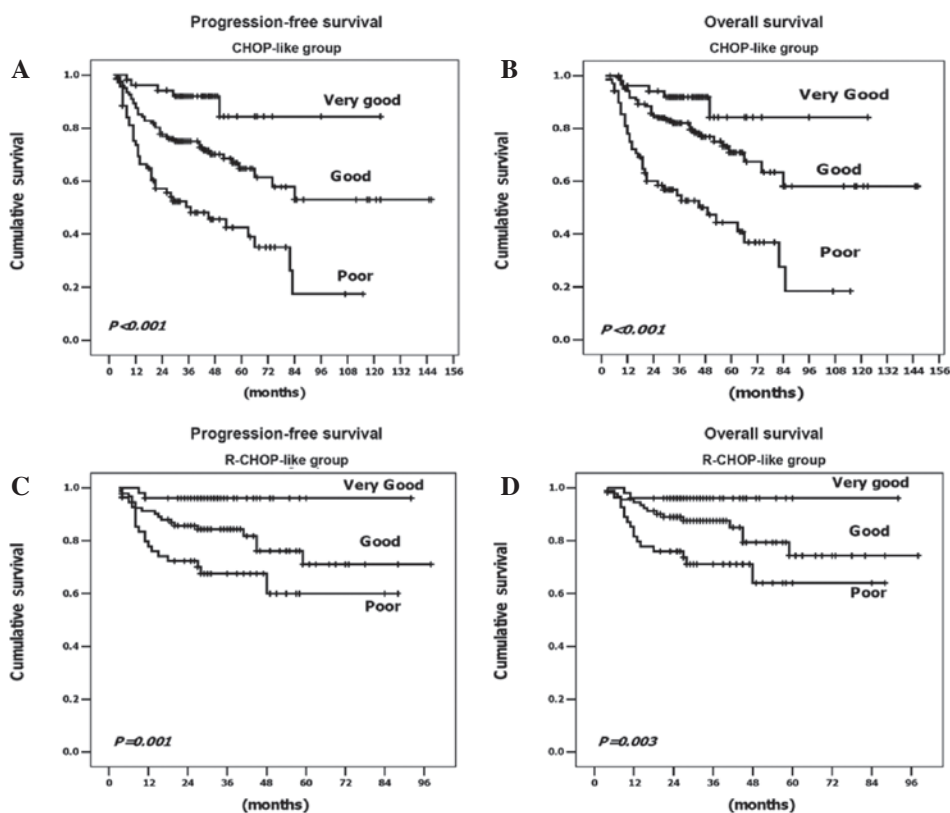 Progression-free survival
CHOP-like group
A
1.0
0.8
0.6
0.4
0.2
0.0
Cumulative survival
Very good
Good
Poor
P<0.001
0 12 24 36 48 60 72 84 96 108 120 132 144 156
(months)
Overall survival
CHOP-like group
B
1.0
0.8
0.6
0.4
0.2
0.0
Cumulative survival
Very Good
Good
Poor
P<0.001
0 12 24 36 48 60 72 84 96 108 120 132 144 156
(months)
Progression-free survival
R-CHOP-like group
C
1.0
0.8
0.6
0.4
0.2
0.0
Cumulative survival
Very Good
Good
Poor
P=0.001
0 12 24 36 48 60 72 84 96
(months)
Overall survival
R-CHOP-like group
D
1.0
0.8
0.6
0.4
0.2
0.0
Cumulative survival
Very good
Good
Poor
P=0.003
0 12 24 36 48 60 72 84 96
(months)